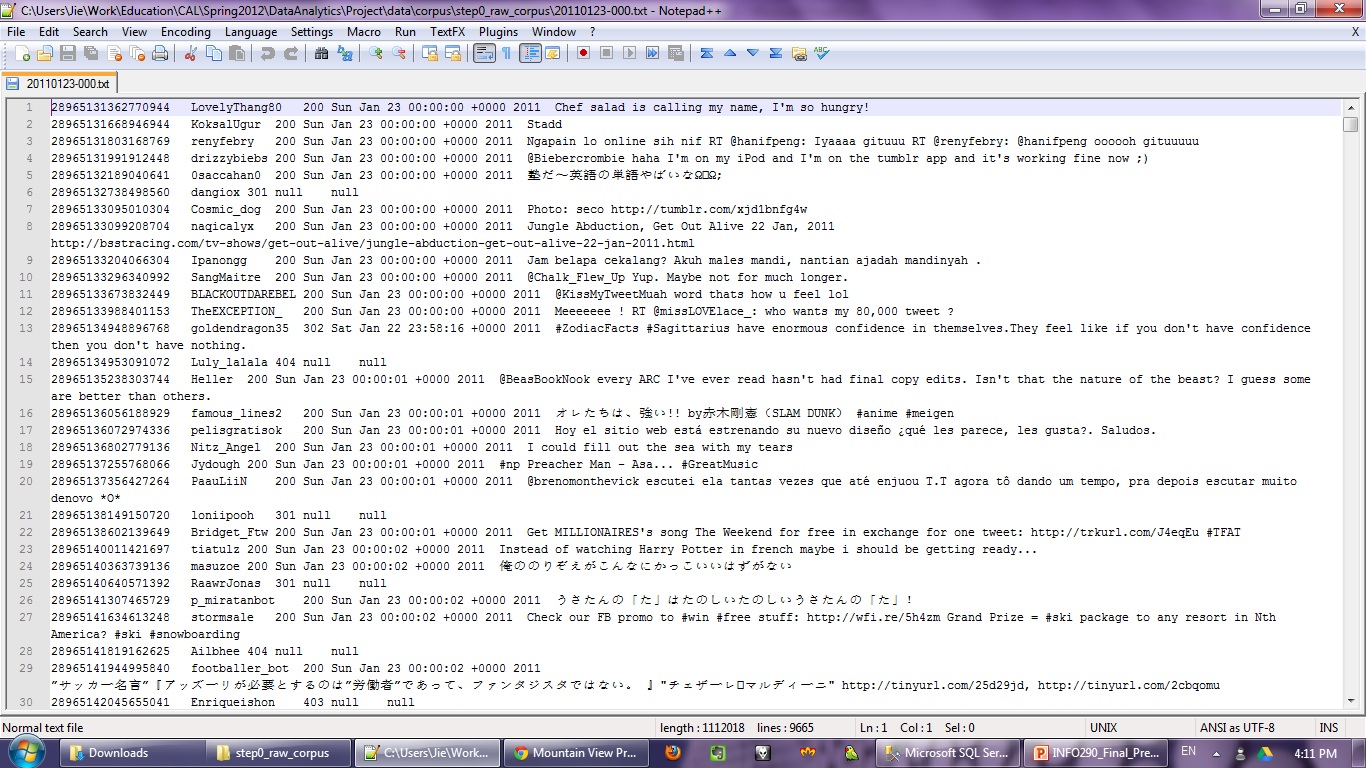 C:\Users\Jie\Work\Education\CAL\Spring2012\DataAnalytics\Project\data\corpus\step0_raw_corpus\20110123-000.txt - Notepad++
File Edit Search View Encoding Language Settings Macro Run TextFX Plugins Window ? X
20110123-000.txt
1 28965131362770944 LovelyThang80 200 Sun Jan 23 00:00:00 +0000 2011 Chef salad is calling my name, I'm so hungry!
2 28965131668946944 KoksalUgur 200 Sun Jan 23 00:00:00 +0000 2011 Stadd
3 28965131803168769 renyfebry 200 Sun Jan 23 00:00:00 +0000 2011 Ngapain lo online sih nif RT @hanifpeng: Iyaaaa gituuu RT @renyfebry: @hanifpeng oooooh gituuuuu
4 28965131991912448 drizzybiebs 200 Sun Jan 23 00:00:00 +0000 2011 @Biebercrombie haha I'm on my iPod and I'm on the tumblr app and it's working fine now ;)
5 28965132189040641 0saccahan0 200 Sun Jan 23 00:00:00 +0000 2011 塾だ〜英語の単語やばいなΩ Ω;
6 28965132738498560 dangiox 301 null null
7 28965133095010304 Cosmic_dog 200 Sun Jan 23 00:00:00 +0000 2011 Photo: seco http://tumblr.com/xjd1bnfg4w
8 28965133099208704 naqicalyx 200 Sun Jan 23 00:00:00 +0000 2011 Jungle Abduction, Get Out Alive 22 Jan, 2011
http://bsstracing.com/tv-shows/get-out-alive/jungle-abduction-get-out-alive-22-jan-2011.html
9 28965133204066304 Ipanongg 200 Sun Jan 23 00:00:00 +0000 2011 Jam belapa cekalang? Akuh males mandi, nantian ajadah mandinyah .
10 28965133296340992 SangMaitre 200 Sun Jan 23 00:00:00 +0000 2011 @Chalk_Flew_Up Yup. Maybe not for much longer.
11 28965133673832449 BLACKOUTDAREBEL 200 Sun Jan 23 00:00:00 +0000 2011 @KissMyTweetMuah word thats how u feel lol
12 28965133988401153 TheEXCEPTION_ 200 Sun Jan 23 00:00:00 +0000 2011 Meeeeeee ! RT @missLOVElace_: who wants my 80,000 tweet ?
13 28965134948896768 goldendragon35 302 Sat Jan 22 23:58:16 +0000 2011 #ZodiacFacts #Sagittarius have enormous confidence in themselves.They feel like if you don't have confidence
then you don't have nothing.
14 28965134953091072 Luly_lalala 404 null null
15 28965135238303744 Heller 200 Sun Jan 23 00:00:01 +0000 2011 @BeasBookNook every ARC I've ever read hasn't had final copy edits. Isn't that the nature of the beast? I guess some
are better than others.
16 28965136056188929 famous_lines2 200 Sun Jan 23 00:00:01 +0000 2011 オレたちは、強い!! by赤木剛憲（SLAM DUNK） #anime #meigen
17 28965136072974336 pelisgratisok 200 Sun Jan 23 00:00:01 +0000 2011 Hoy el sitio web está estrenando su nuevo diseño ¿qué les parece, les gusta?. Saludos.
18 28965136802779136 Nitz_Angel 200 Sun Jan 23 00:00:01 +0000 2011 I could fill out the sea with my tears
19 28965137255768066 Jydough 200 Sun Jan 23 00:00:01 +0000 2011 #np Preacher Man - Asa... #GreatMusic
20 28965137356427264 PaauLiiN 200 Sun Jan 23 00:00:01 +0000 2011 @brenomonthevick escutei ela tantas vezes que até enjuou T.T agora tô dando um tempo, pra depois escutar muito
denovo *O*
21 28965138149150720 loniipooh 301 null null
22 28965138602139649 Bridget_Ftw 200 Sun Jan 23 00:00:01 +0000 2011 Get MILLIONAIRES's song The Weekend for free in exchange for one tweet: http://trkurl.com/J4eqEu #TFAT
23 28965140011421697 tiatulz 200 Sun Jan 23 00:00:02 +0000 2011 Instead of watching Harry Potter in french maybe i should be getting ready...
24 28965140363739136 masuzoe 200 Sun Jan 23 00:00:02 +0000 2011 俺ののりぞえがこんなにかっこいいはずがない
25 28965140640571392 RaawrJonas 301 null null
26 28965141307465729 p_miratanbot 200 Sun Jan 23 00:00:02 +0000 2011 うさたんの「た」はたのしいたのしいうさたんの「た」!
27 28965141634613248 stormsale 200 Sun Jan 23 00:00:02 +0000 2011 Check our FB promo to #win #free stuff: http://wfi.re/5h4zm Grand Prize = #ski package to any resort in Nth
America? #ski #snowboarding
28 28965141819162625 Ailbhee 404 null null
29 28965141944995840 footballer_bot 200 Sun Jan 23 00:00:02 +0000 2011
”サッカー名言”『アッズーリが必要とするのは”労働者”であって、ファンタジスタではない。 』"チェザーレ マルディーニ" http://tinyurl.com/25d29jd, http://tinyurl.com/2cbqomu
30 28965142045655041 Enriqueishon 403 null null
Normal text file length : 1112018 lines : 9665 Ln : 1 Col : 1 Sel : 0 UNIX ANSI as UTF-8 INS
Downloads step0_raw_corpus C:\Users\Jie\Work... Mountain View Pr... Microsoft SQL Ser... INFO290_Final_Pre... EN 4:11 PM